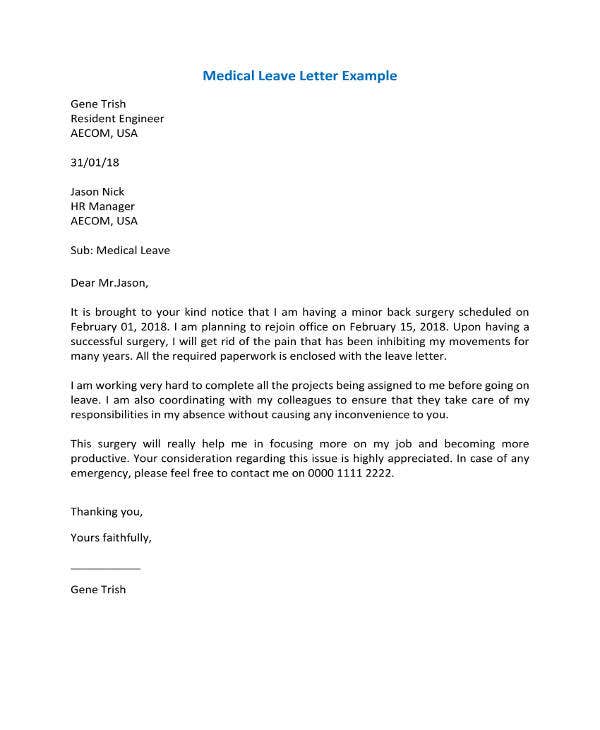 Medical Leave Letter Example
Gene Trish
Resident Engineer
AECOM, USA
31/01/18
Jason Nick
HR Manager
AECOM, USA
Sub: Medical Leave
Dear Mr.Jason,
It is brought to your kind notice that I am having a minor back surgery scheduled on
February 01, 2018. I am planning to rejoin office on February 15, 2018. Upon having a
successful surgery, I will get rid of the pain that has been inhibiting my movements for
many years. All the required paperwork is enclosed with the leave letter.
I am working very hard to complete all the projects being assigned to me before going on
leave. I am also coordinating with my colleagues to ensure that they take care of my
responsibilities in my absence without causing any inconvenience to you.
This surgery will really help me in focusing more on my job and becoming more
productive. Your consideration regarding this issue is highly appreciated. In case of any
emergency, please feel free to contact me on 0000 1111 2222.
Thanking you,
Yours faithfully,
____________
Gene Trish